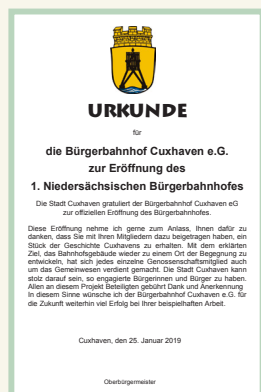 URKUNDE
für
die Bürgerbahnhof Cuxhaven e.G.
zur Eröffnung des
1. Niedersächsischen Bürgerbahnhofes
Die Stadt Cuxhaven gratuliert der Bürgerbahnhof Cuxhaven eG
zur offiziellen Eröffnung des Bürgerbahnhofes.
Diese Eröffnung nehme ich gerne zum Anlass, Ihnen dafür zu
danken, dass Sie mit Ihren Mitgliedern dazu beigetragen haben, ein
Stück der Geschichte Cuxhavens zu erhalten. Mit dem erklärten
Ziel, das Bahnhofsgebäude wieder zu einem Ort der Begegnung zu
entwickeln, hat sich jedes einzelne Genossenschaftsmitglied auch
um das Gemeinwesen verdient gemacht. Die Stadt Cuxhaven kann
stolz darauf sein, so engagierte Bürgerinnen und Bürger zu haben.
Allen an diesem Projekt Beteiligten gebührt Dank und Anerkennung
In diesem Sinne wünsche ich der Bürgerbahnhof Cuxhaven e.G. für
die Zukunft weiterhin viel Erfolg bei Ihrer beispielhaften Arbeit.
Cuxhaven, den 25. Januar 2019
Oberbürgermeister